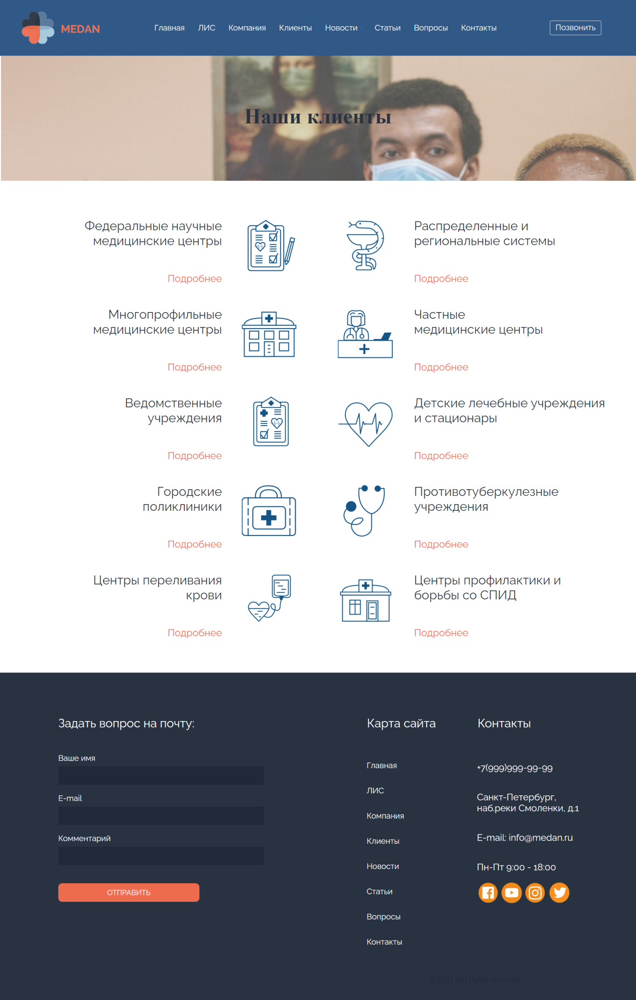 MEDAN
Главная ЛИС Компания Клиенты Новости Статьи Вопросы Контакты
Позвонить
Наши клиенты
Федеральные научные
медицинские центры
Подробнее
Распределенные и
региональные системы
Подробнее
Многопрофильные
медицинские центры
Подробнее
Частные
медицинские центры
Подробнее
Ведомственные
учреждения
Подробнее
Детские лечебные учреждения
и стационары
Подробнее
Городские
поликлиники
Подробнее
Противотуберкулезные
учреждения
Подробнее
Центры переливания
крови
Подробнее
Центры профилактики и
борьбы со СПИД
Подробнее
Задать вопрос на почту:
Ваше имя
E-mail
Комментарий
ОТПРАВИТЬ
Карта сайта
Главная
ЛИС
Компания
Клиенты
Новости
Статьи
Вопросы
Контакты
Контакты
+7(999)999-99-99
Санкт-Петербург,
наб.реки Смоленки, д.1
E-mail: info@medan.ru
Пн-Пт 9:00 - 18:00
@2021 All rights reserved